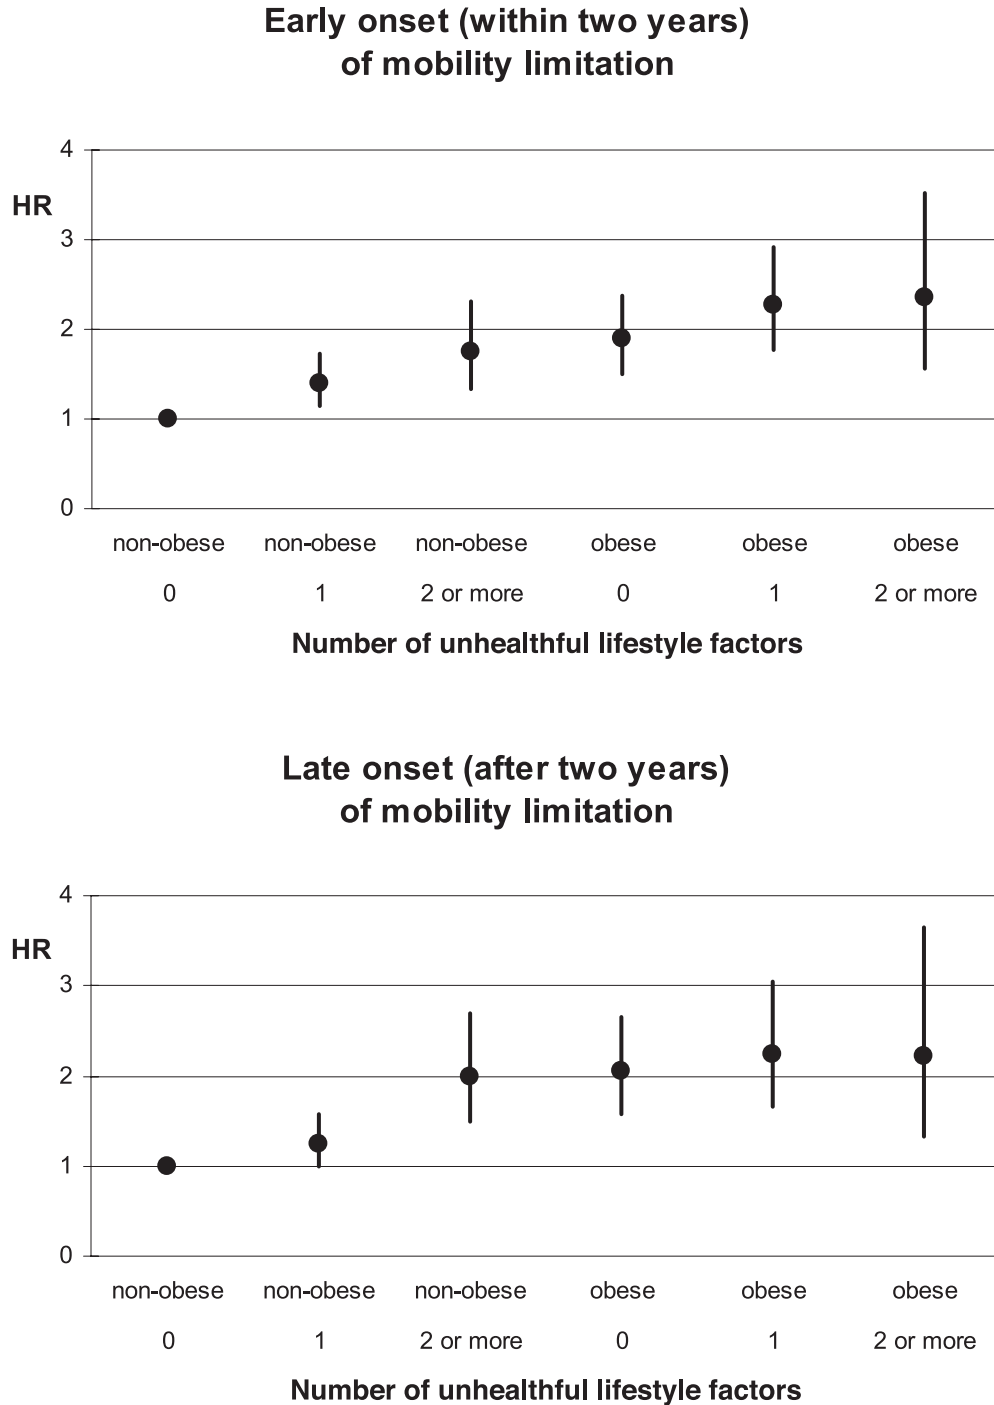 Early onset (within two years)
of mobility limitation
4
HR
3
2
1
0
non-obese non-obese non-obese obese obese obese
0 1 2 or more 0 1 2 or more
Number of unhealthful lifestyle factors
Late onset (after two years)
of mobility limitation
4
HR
3
2
1
0
non-obese non-obese non-obese obese obese obese
0 1 2 or more 0 1 2 or more
Number of unhealthful lifestyle factors